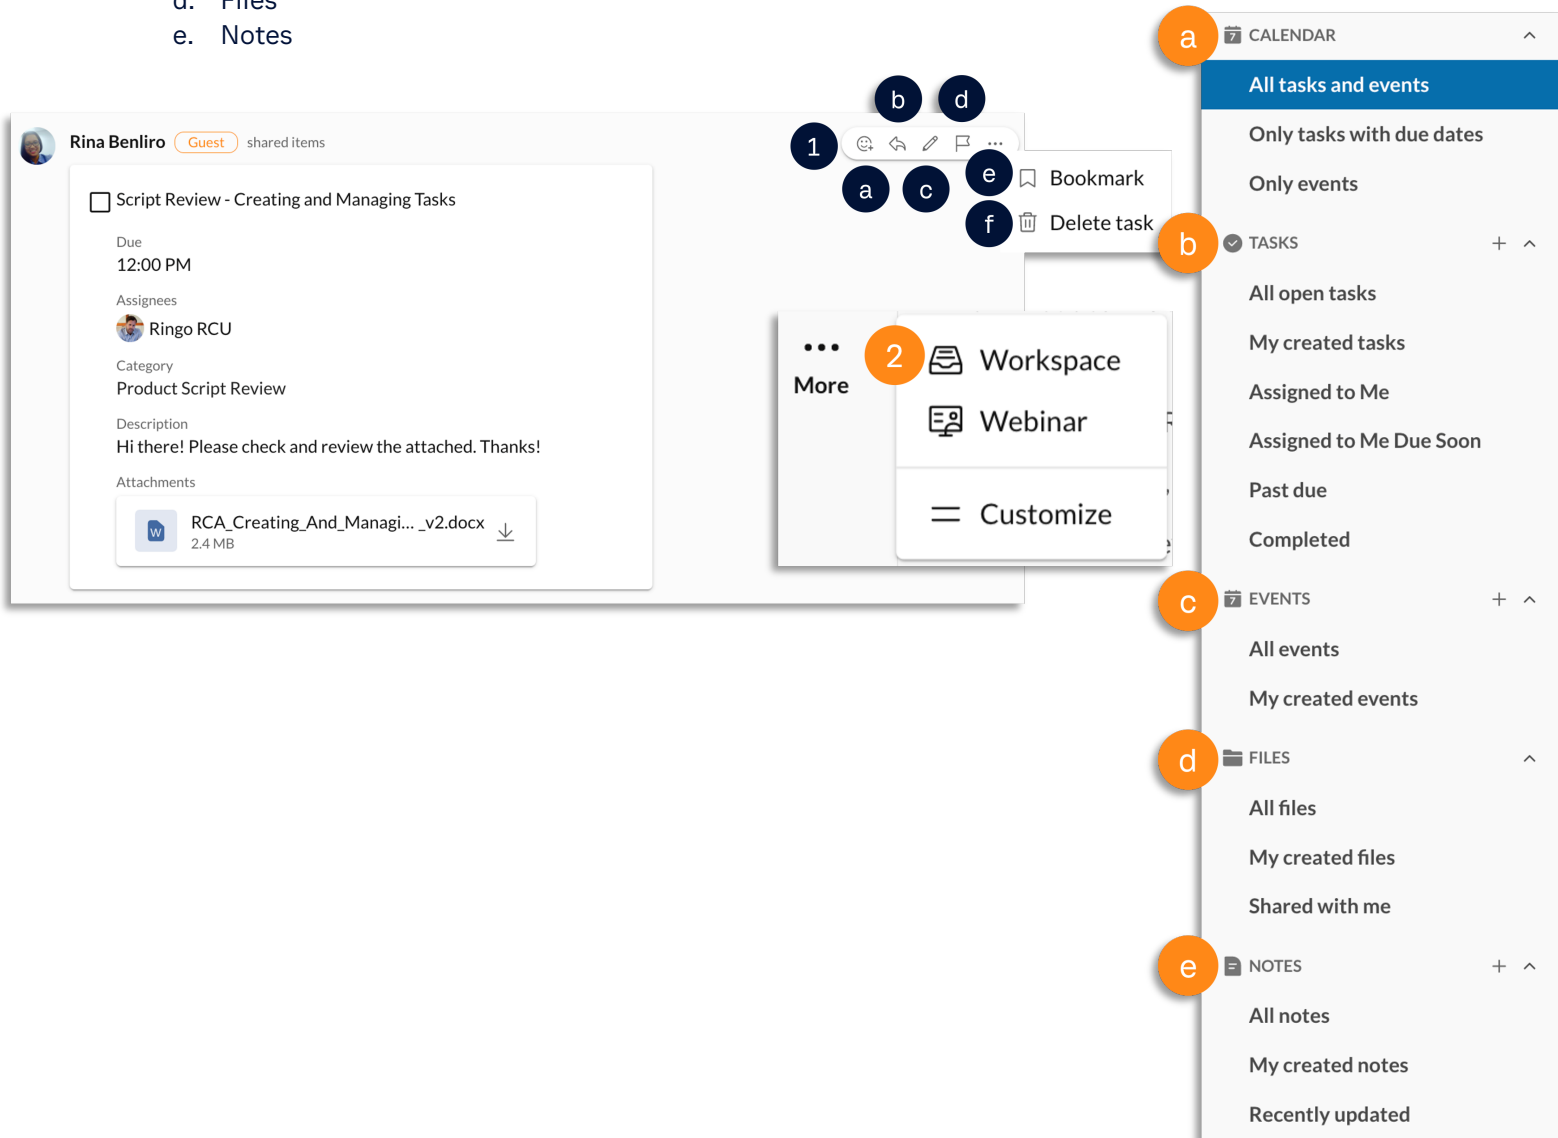 d. Files
e. Notes
b d
1
a c e
f
Rina Benliro Guest shared items
Script Review - Creating and Managing Tasks
Due
12:00 PM
Assignees
Ringo RCU
Category
Product Script Review
Description
Hi there! Please check and review the attached. Thanks!
Attachments
W
RCA_Creating_And_Managi... _v2.docx
2.4 MB
Bookmark
Delete task
•••
More
2
Workspace
Webinar
Customize
a 7 CALENDAR
All tasks and events
Only tasks with due dates
Only events
b TASKS
All open tasks
My created tasks
Assigned to Me
Assigned to Me Due Soon
Past due
Completed
c 7 EVENTS
All events
My created events
d FILES
All files
My created files
Shared with me
e NOTES
All notes
My created notes
Recently updated